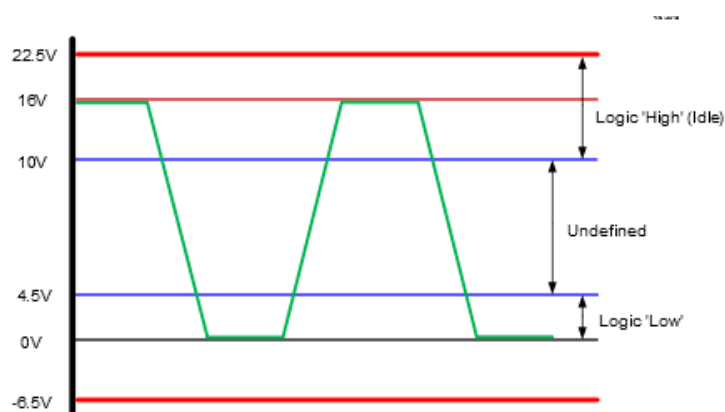 22.5V
16V
Logic 'High' (Idle)
10V
Undefined
4.5V
Logic 'Low'
0V
-6.5V